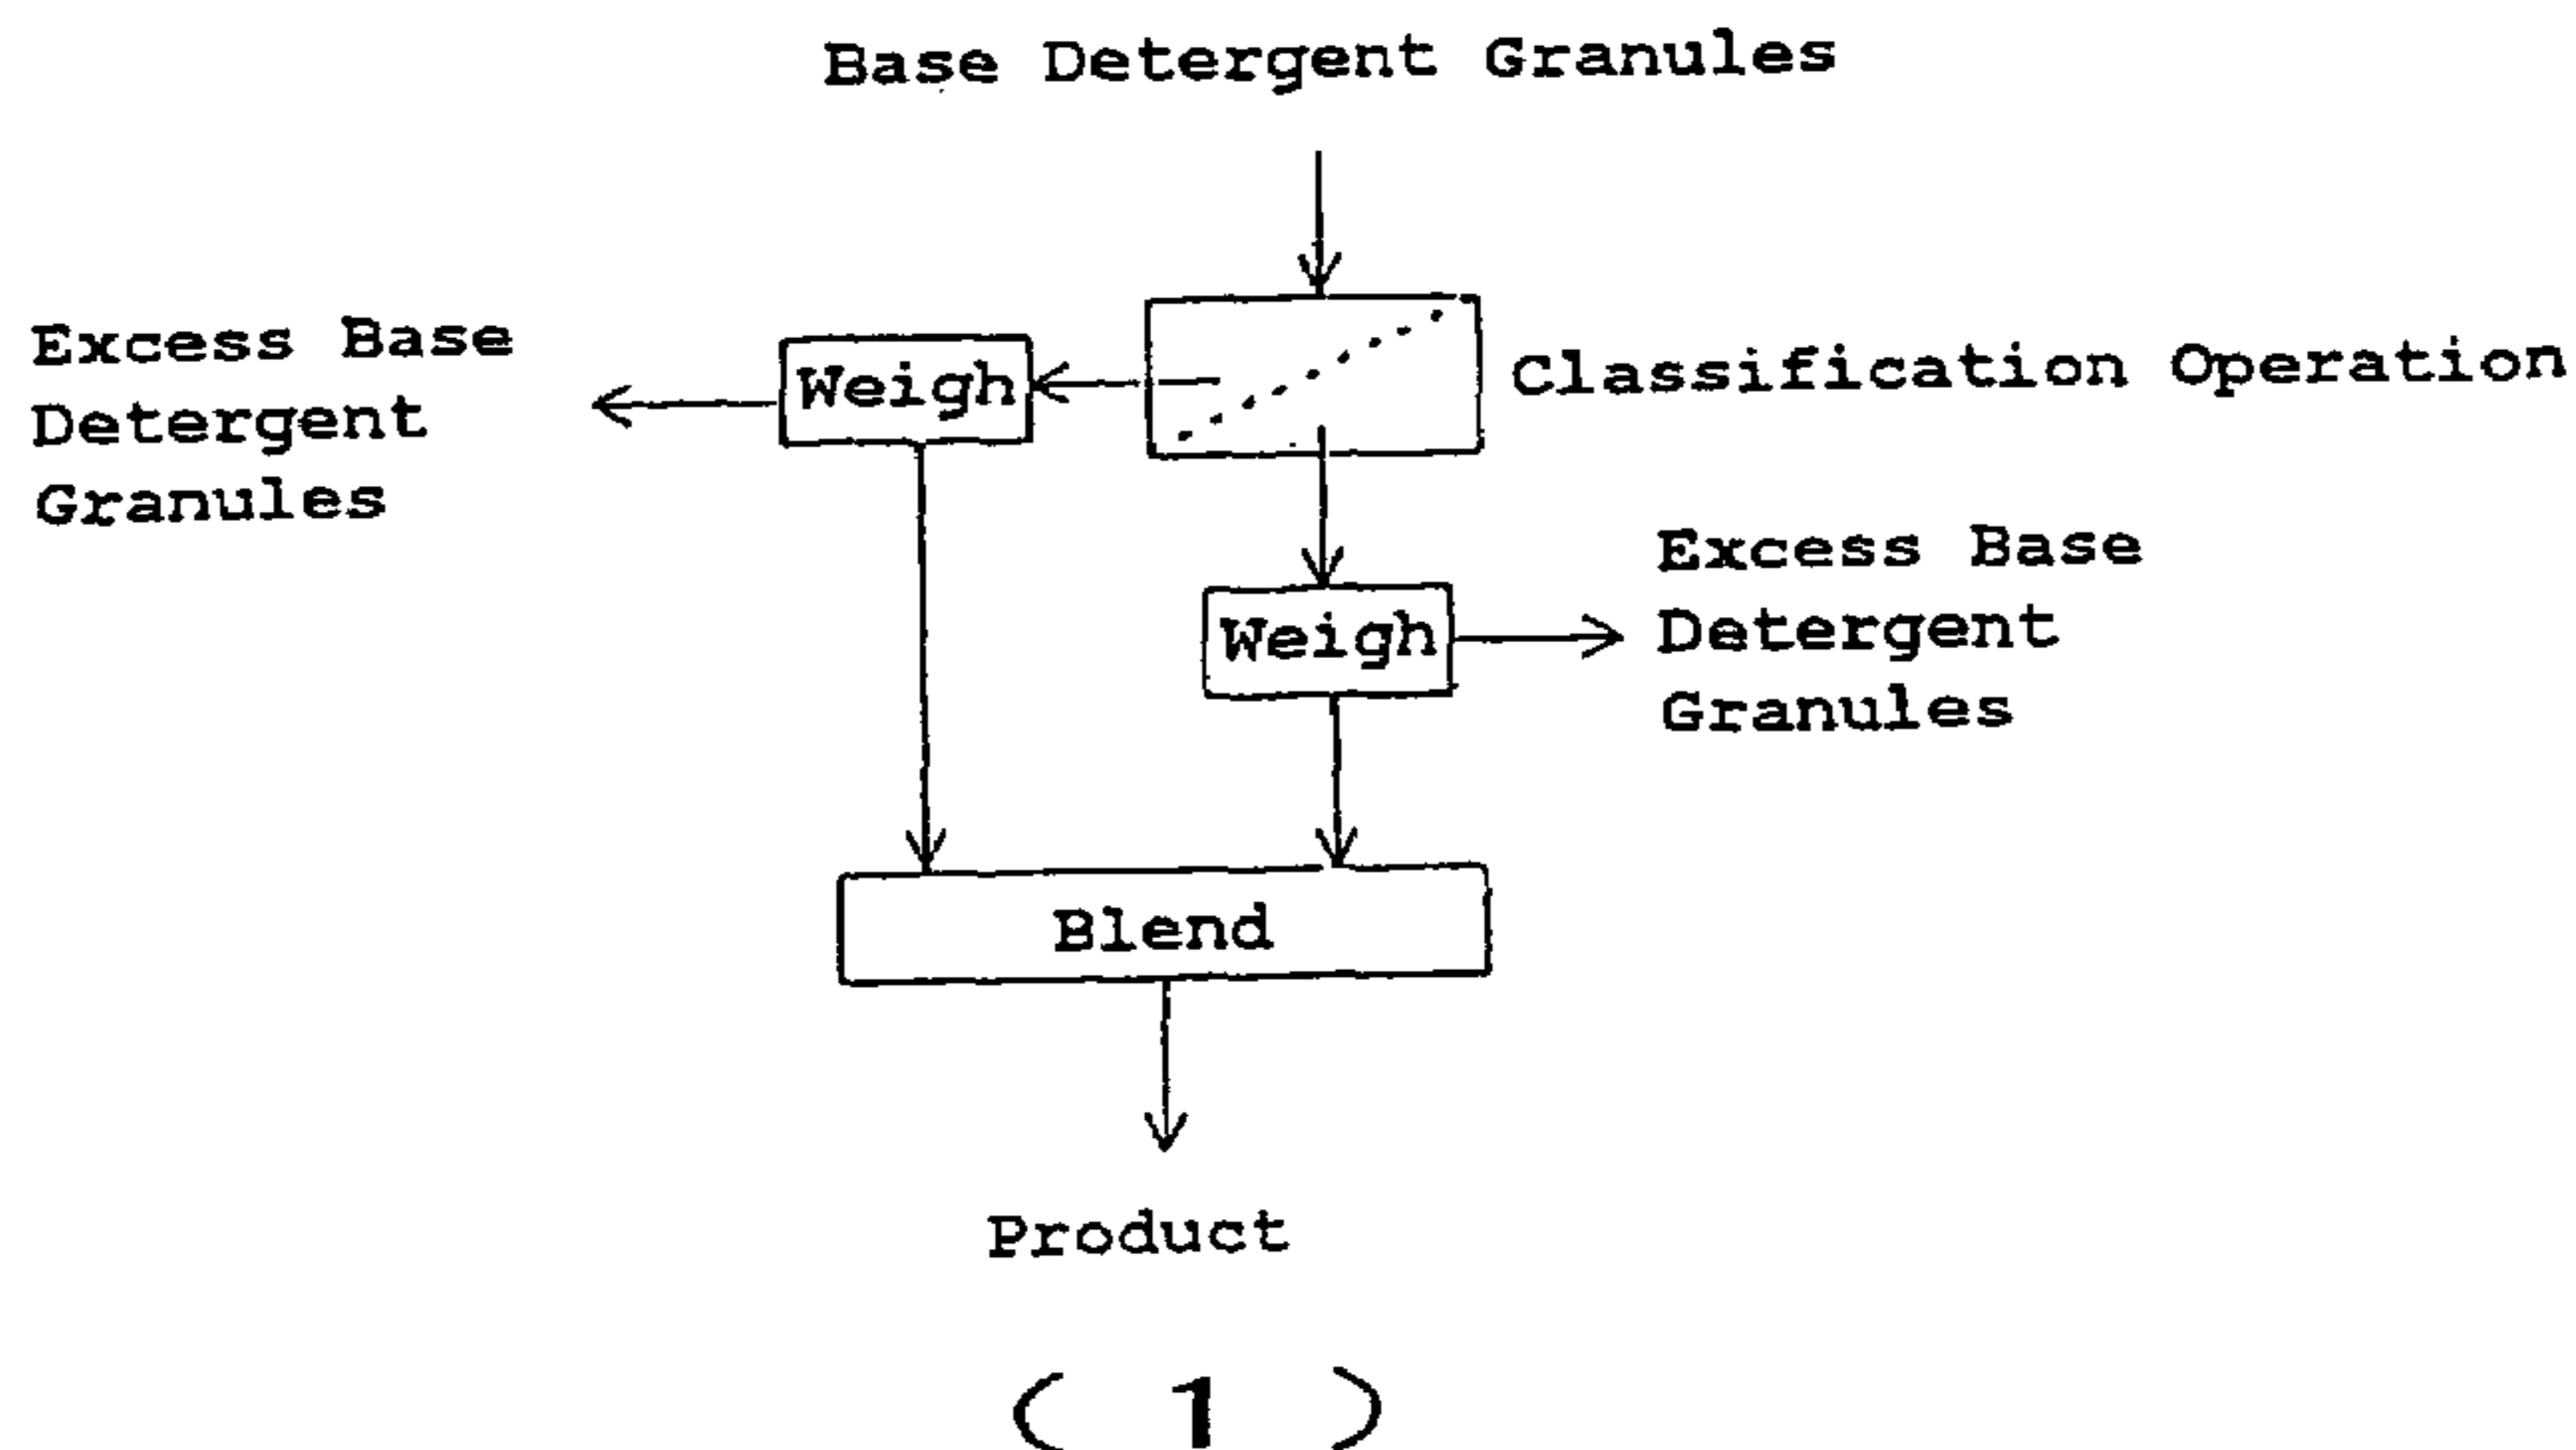 Base Detergent Granules
Excess Base
Detergent
Granules
Weigh
Classification Operation
Weigh
Excess Base
Detergent
Granules
Blend
Product
( 1 )